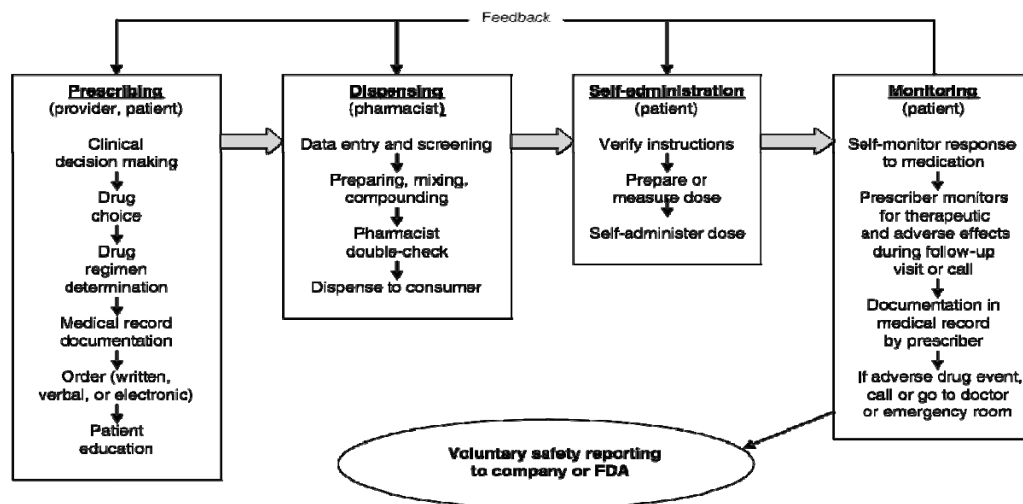 Feedback
Prescribing
(provider, patient)
Clinical
decision making
Drug
choice
Drug
regimen
determination
Medical record
documentation
Order (written,
verbal, or electronic)
Patient
education
Dispensing
(pharmacist)
Data entry and screening
Preparing, mixing,
compounding
Pharmacist
double-check
Dispense to consumer
Self-administration
(patient)
Verify instructions
Prepare or
measure dose
Self-administer dose
Monitoring
(patient)
Self-monitor response
to medication
Prescriber monitors
for therapeutic
and adverse effects
during follow-up
visit or call
Documentation in
medical record
by prescriber
If adverse drug event,
call or go to doctor
or emergency room
Voluntary safety reporting
to company or FDA